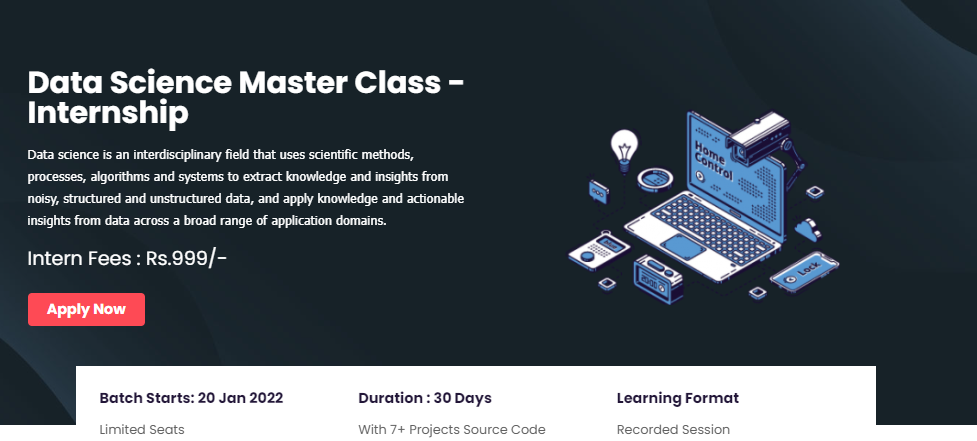 Data Science Master Class -
Internship
Data science is an interdisciplinary field that uses scientific methods,
processes, algorithms and systems to extract knowledge and insights from
noisy, structured and unstructured data, and apply knowledge and actionable
insights from data across a broad range of application domains.
Intern Fees : Rs.999/-
Apply Now
Home
Control
Lock
Batch Starts: 20 Jan 2022
Duration : 30 Days
Learning Format
Limited Seats
With 7+ Projects Source Code
Recorded Session